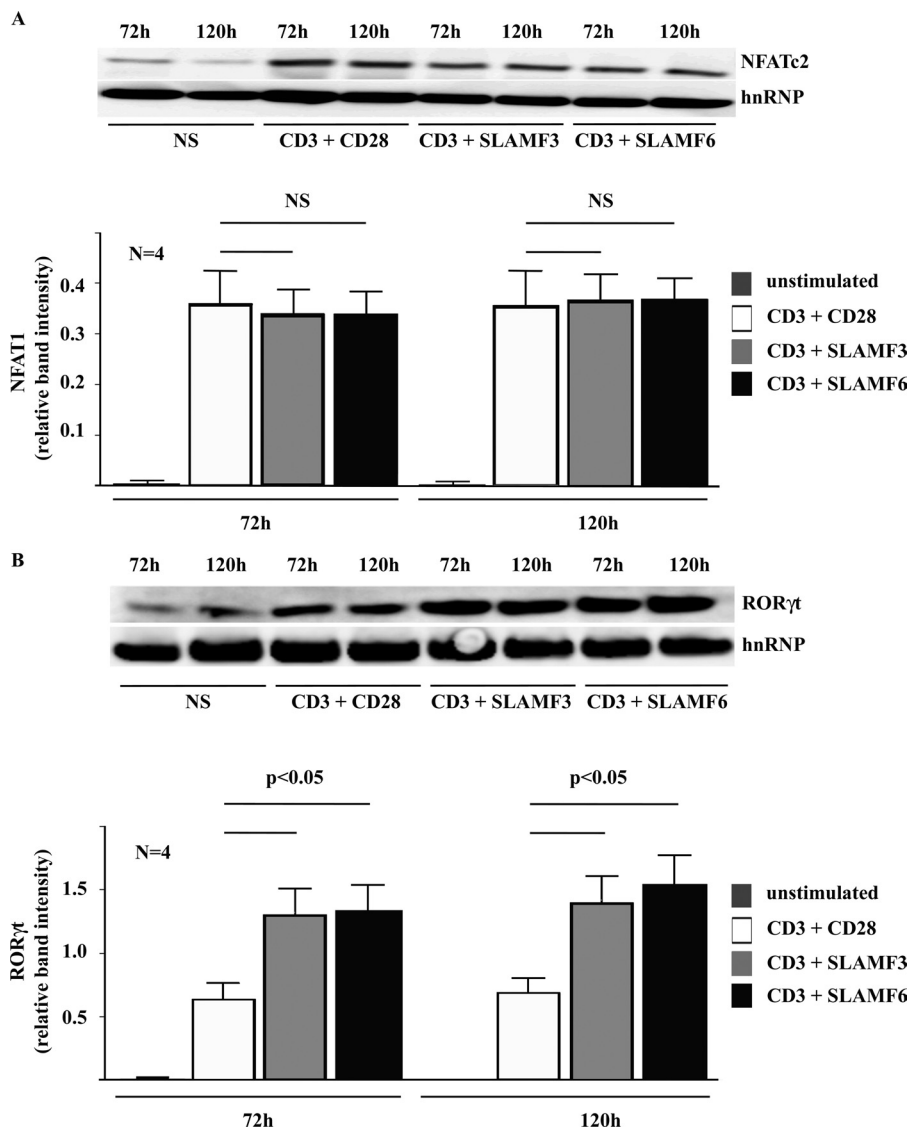 A
72h 120h 72h 120h 72h 120h 72h 120h
NFATc2
hnRNP
NS CD3 + CD28 CD3 + SLAMF3 CD3 + SLAMF6
NS NS
N=4
0.4
0.3
0.2
0.1
NFAT1
(relative band intensity)
unstimulated
CD3 + CD28
CD3 + SLAMF3
CD3 + SLAMF6
72h 120h
B
72h 120h 72h 120h 72h 120h 72h 120h
RORγt
hnRNP
NS CD3 + CD28 CD3 + SLAMF3 CD3 + SLAMF6
p<0.05 p<0.05
N=4
1.5
1.0
0.5
RORγt
(relative band intensity)
unstimulated
CD3 + CD28
CD3 + SLAMF3
CD3 + SLAMF6
72h 120h